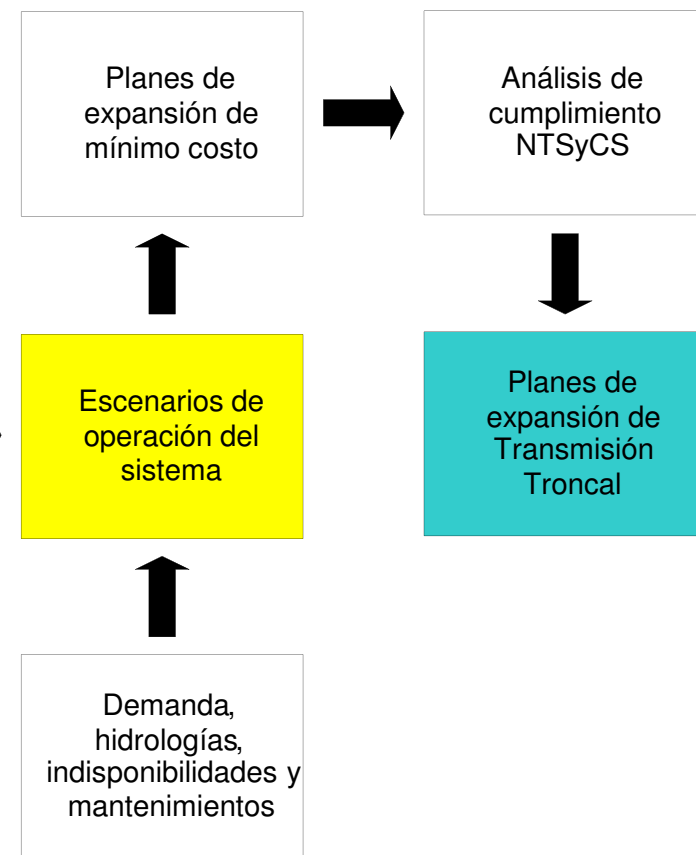 Planes de
expansión de
mínimo costo
Análisis de
cumplimiento
NTSyCS
Escenarios de
operación del
sistema
Planes de
expansión de
Transmisión
Troncal
Demanda,
hidrologías,
indisponibilidades y
mantenimientos